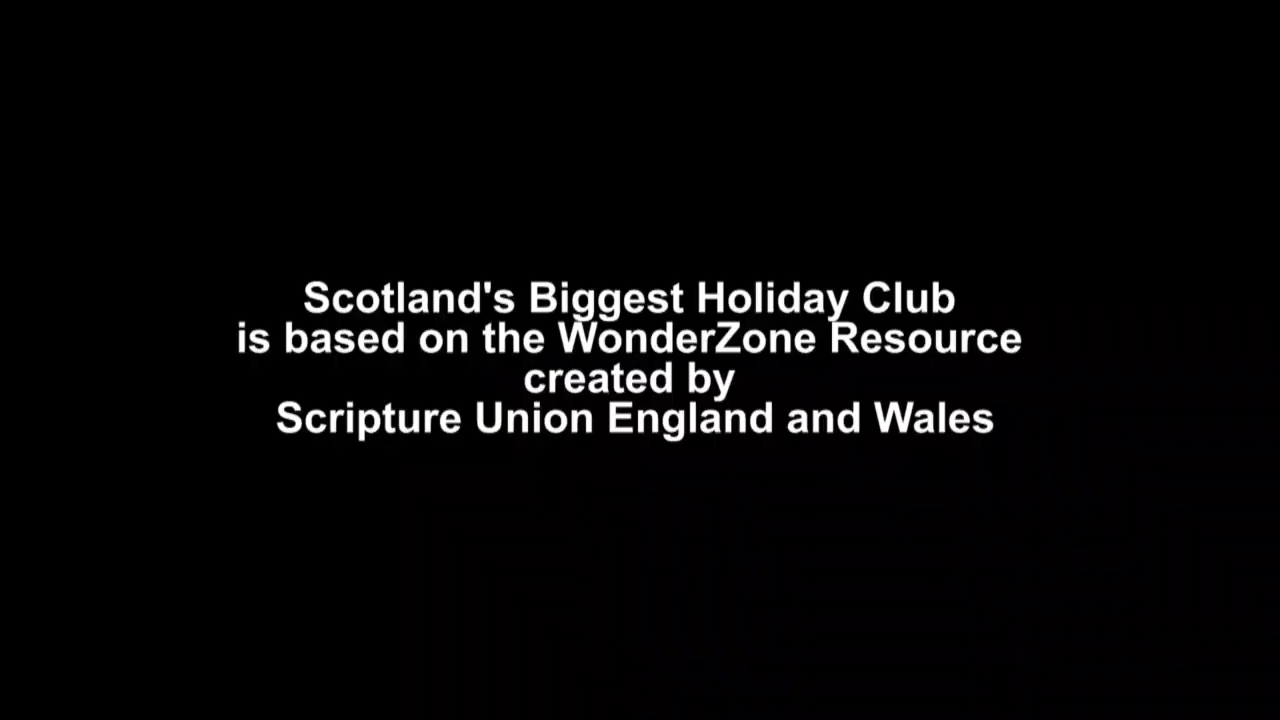 Scotland's Biggest Holiday Club
is based on the WonderZone Resource
created by
Scripture Union England and Wales